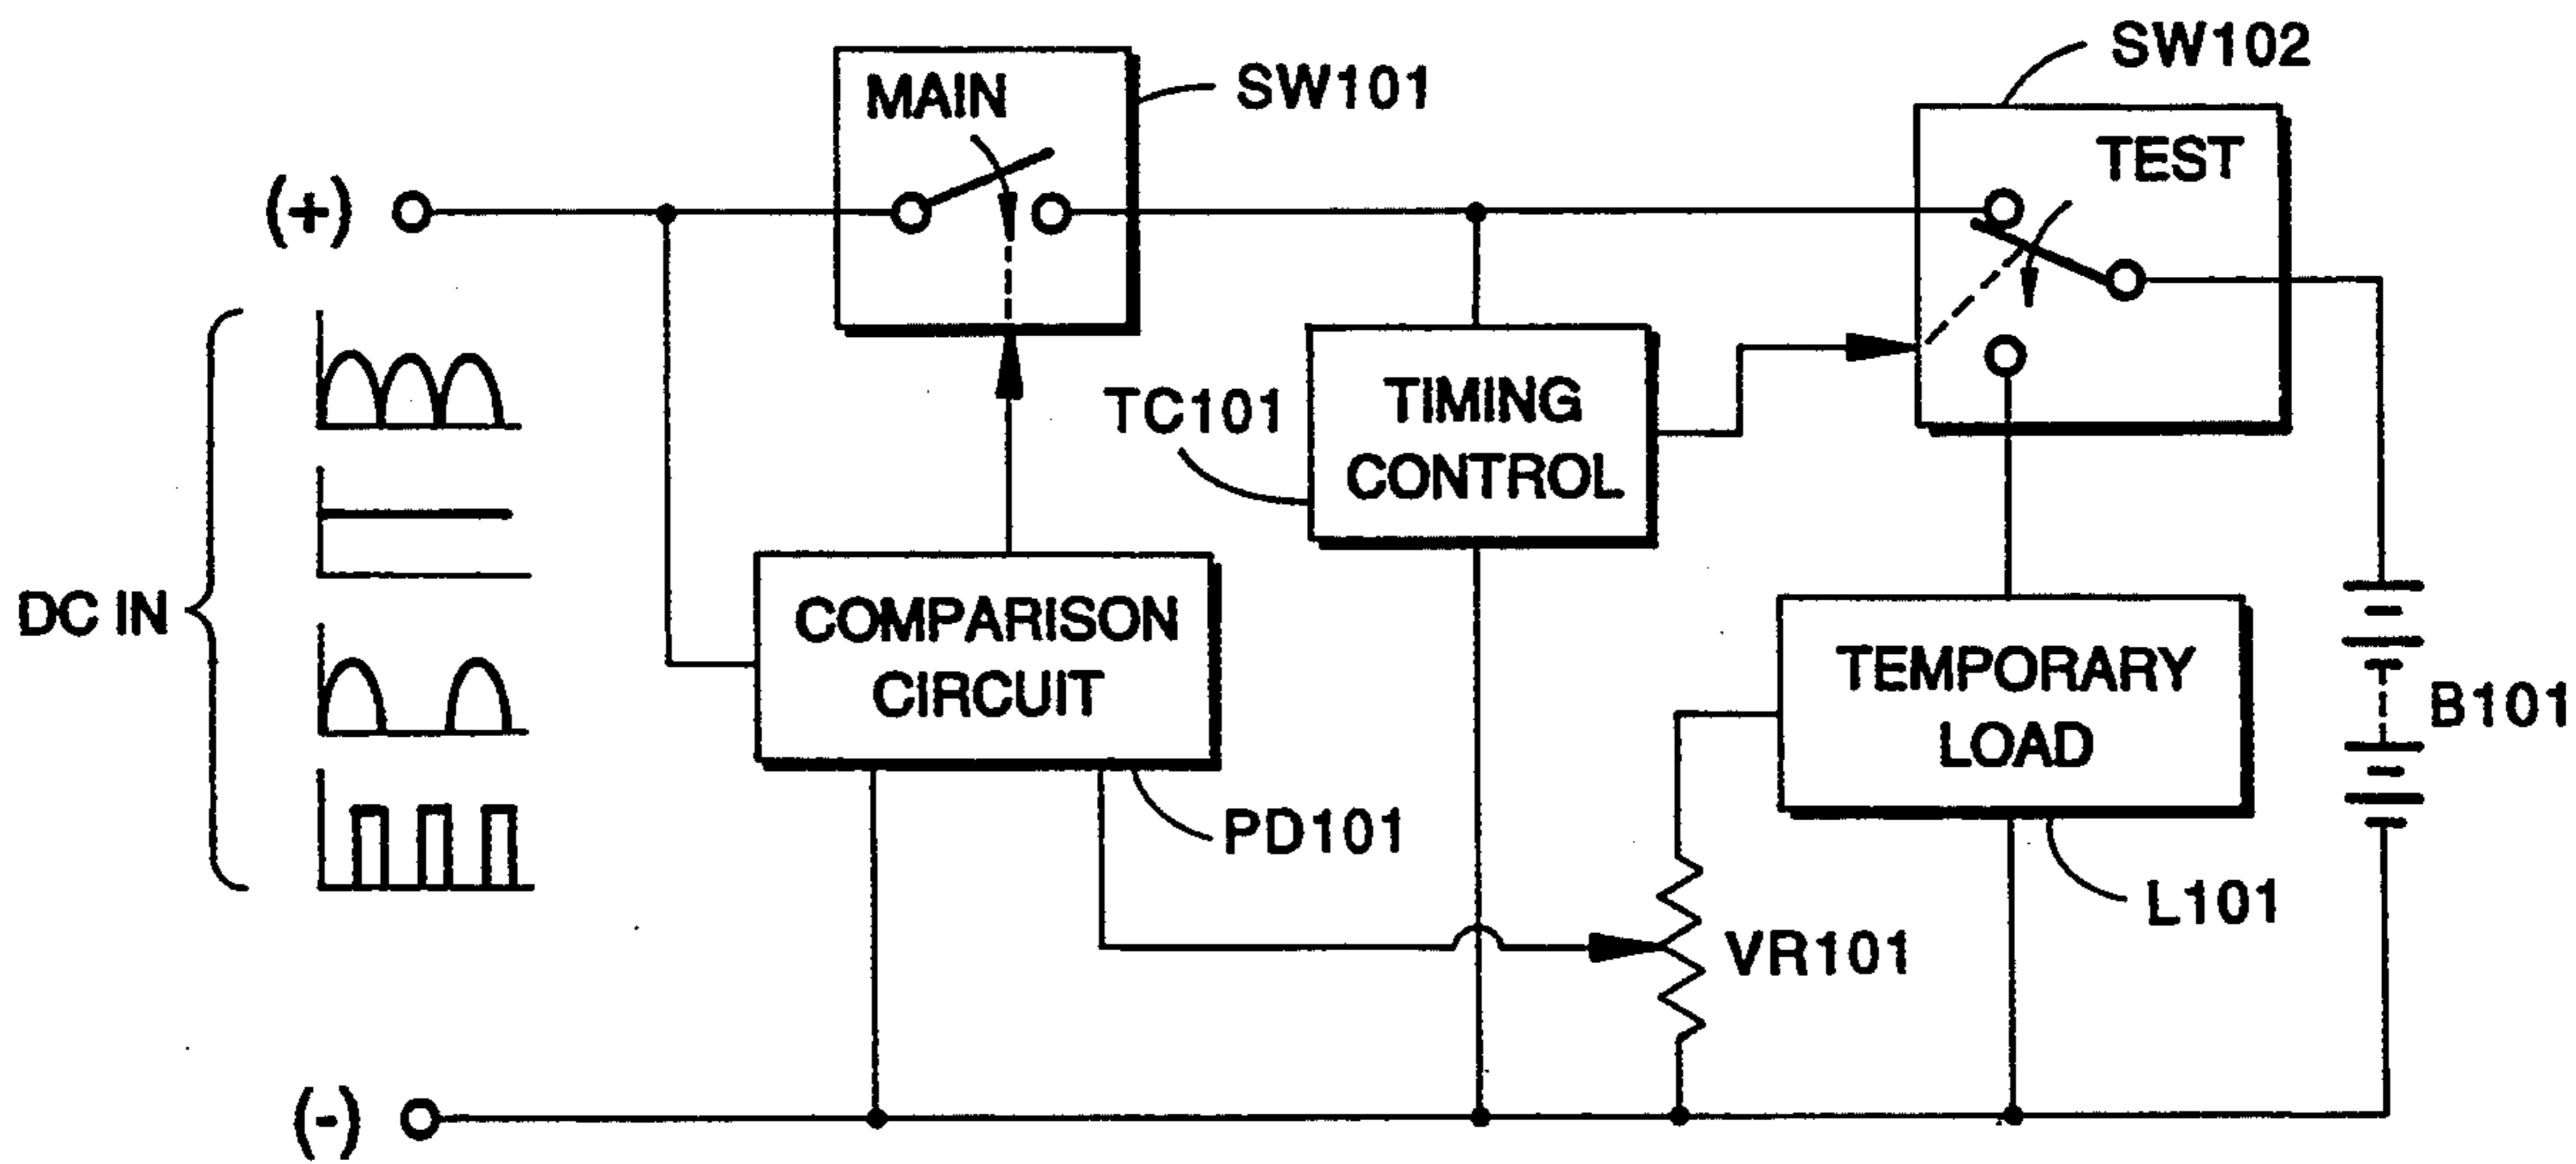 SW102
MAIN
SW101
TEST
(+)
TC101
TIMING
CONTROL
DC IN
COMPARISON
CIRCUIT
TEMPORARY
LOAD
B101
PD101
L101
VR101
(-)